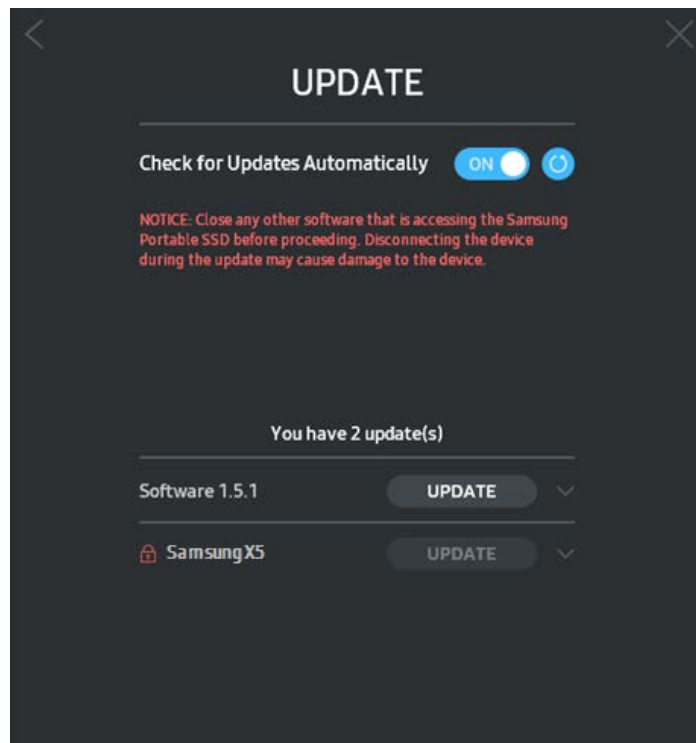 UPDATE
Check for Updates Automatically ON
NOTICE: Close any other software that is accessing the Samsung
Portable SSD before proceeding. Disconnecting the device
during the update may cause damage to the device.
You have 2 update(s)
Software 1.5.1 UPDATE
Samsung X5 UPDATE